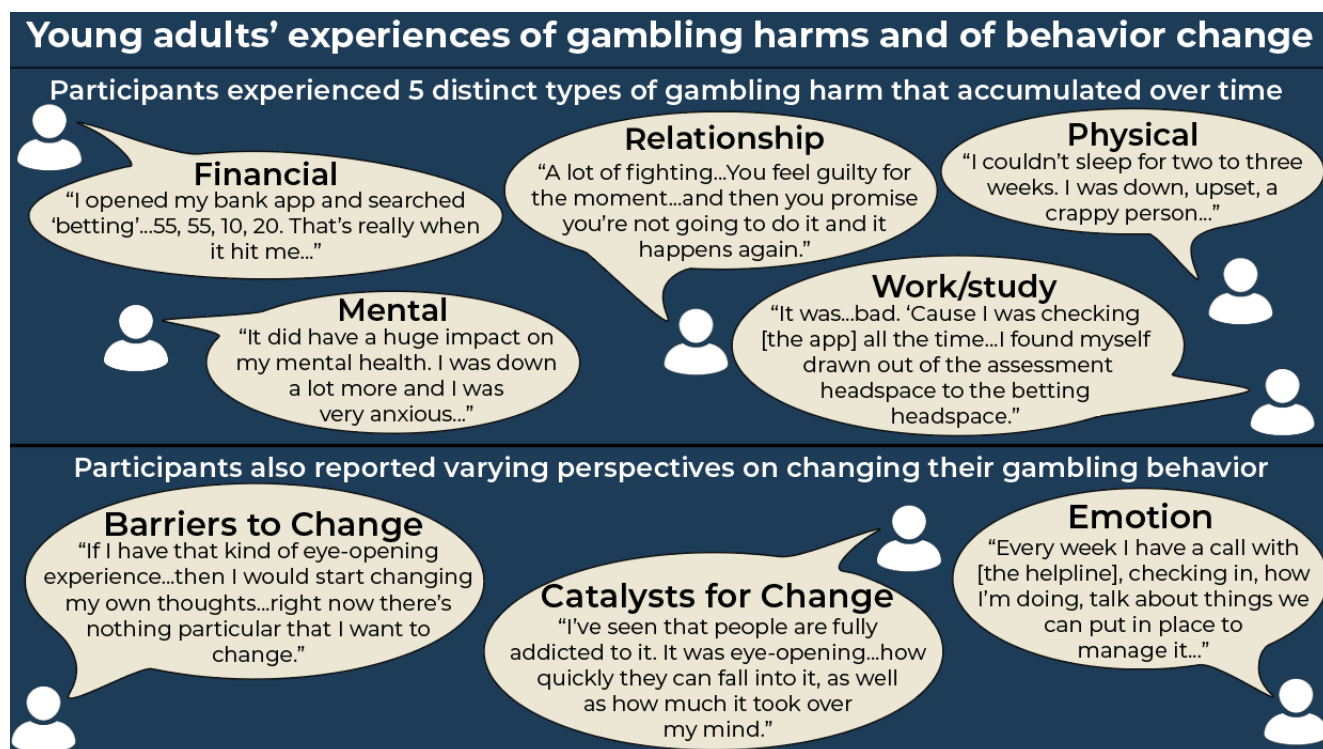 Young adults’ experiences of gambling harms and of behavior change
Participants experienced 5 distinct types of gambling harm that accumulated over time
Financial
“I opened my bank app and searched
‘betting’...55, 55, 10, 20. That’s really when
it hit me...”
Relationship
“A lot of fighting...You feel guilty for
the moment...and then you promise
you’re not going to do it and it
happens again.”
Physical
“I couldn’t sleep for two to three
weeks. I was down, upset, a
crappy person...”
Mental
“It did have a huge impact on
my mental health. I was down
a lot more and I was
very anxious...”
Work/study
“It was...bad. ‘Cause I was checking
[the app] all the time...I found myself
drawn out of the assessment
headspace to the betting
headspace.”
Participants also reported varying perspectives on changing their gambling behavior
Barriers to Change
“If I have that kind of eye-opening
experience...then I would start changing
my own thoughts...right now there’s
nothing particular that I want to
change.”
Catalysts for Change
“I’ve seen that people are fully
addicted to it. It was eye-opening...how
quickly they can fall into it, as well
as how much it took over
my mind.”
Emotion
“Every week I have a call with
[the helpline], checking in, how
I’m doing, talk about things we
can put in place to
manage it...”